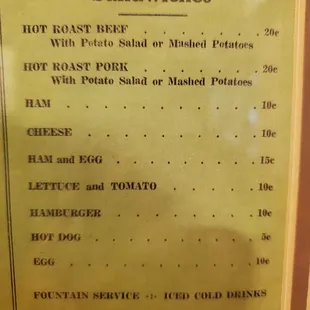 Sandwiches
HOT ROAST BEEF . . . . . . 20c
With Potato Salad or Mashed Potatoes
HOT ROAST PORK . . . . . . 20c
With Potato Salad or Mashed Potatoes
HAM . . . . . . . . . 10c
CHEESE . . . . . . . . 10c
HAM and EGG . . . . . . . 15c
LETTUCE and TOMATO . . . . 10c
HAMBURGER . . . . . . . 10c
HOT DOG . . . . . . . . 5c
EGG . . . . . . . . . 10c
FOUNTAIN SERVICE -:- ICED COLD DRINKS